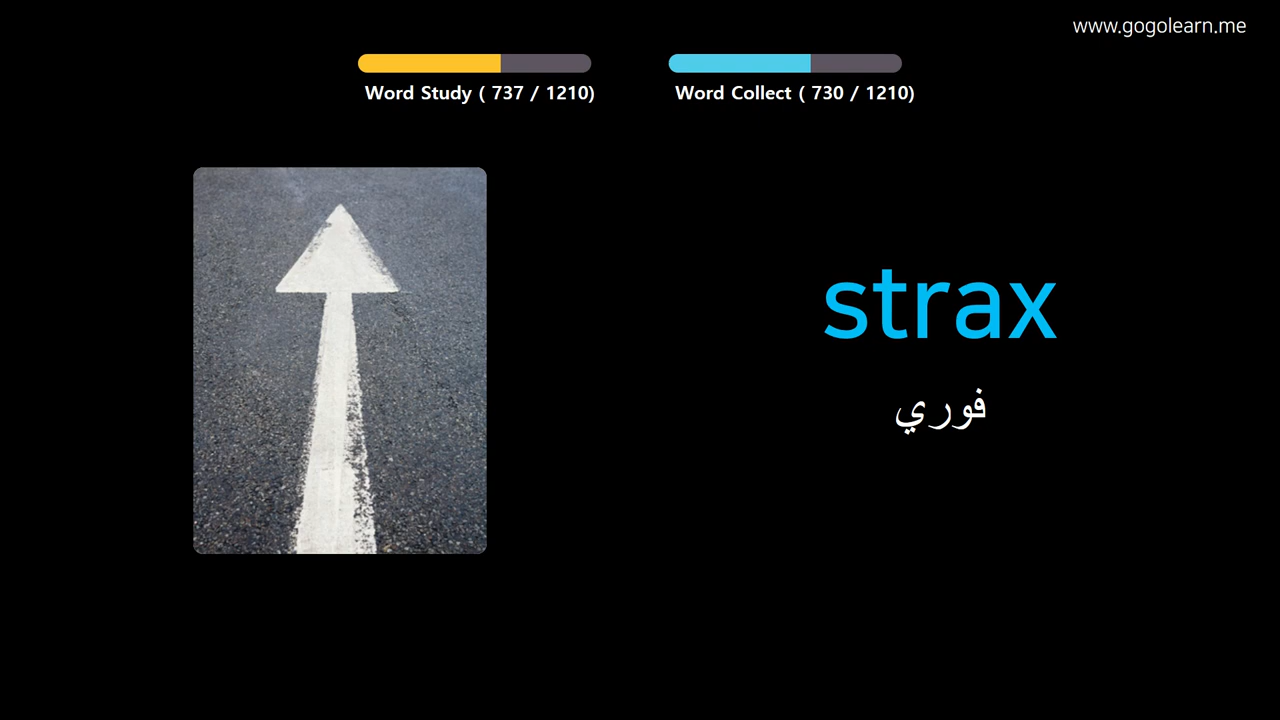 www.gogolearn.me
Word Study ( 737 / 1210)
Word Collect ( 730 / 1210)
strax
فوري